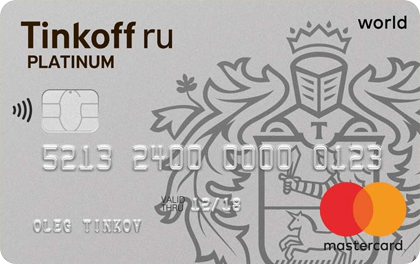 Tinkoff ru
PLATINUM
world
T
5213 2400 0000 0123
VALID
THRU 12/18
OLEG TINKOV
mastercard